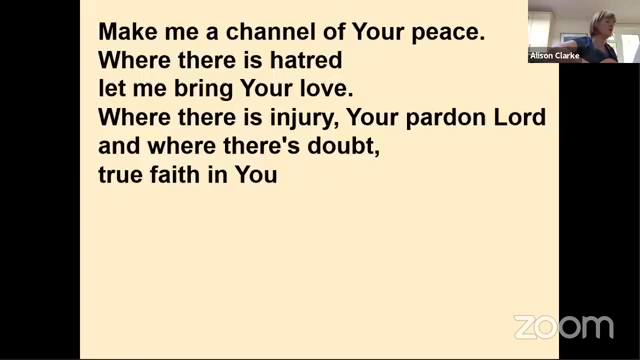 Make me a channel of Your peace.
Where there is hatred
let me bring Your love.
Where there is injury, Your pardon Lord
and where there's doubt,
true faith in You
Alison Clarke
zoom